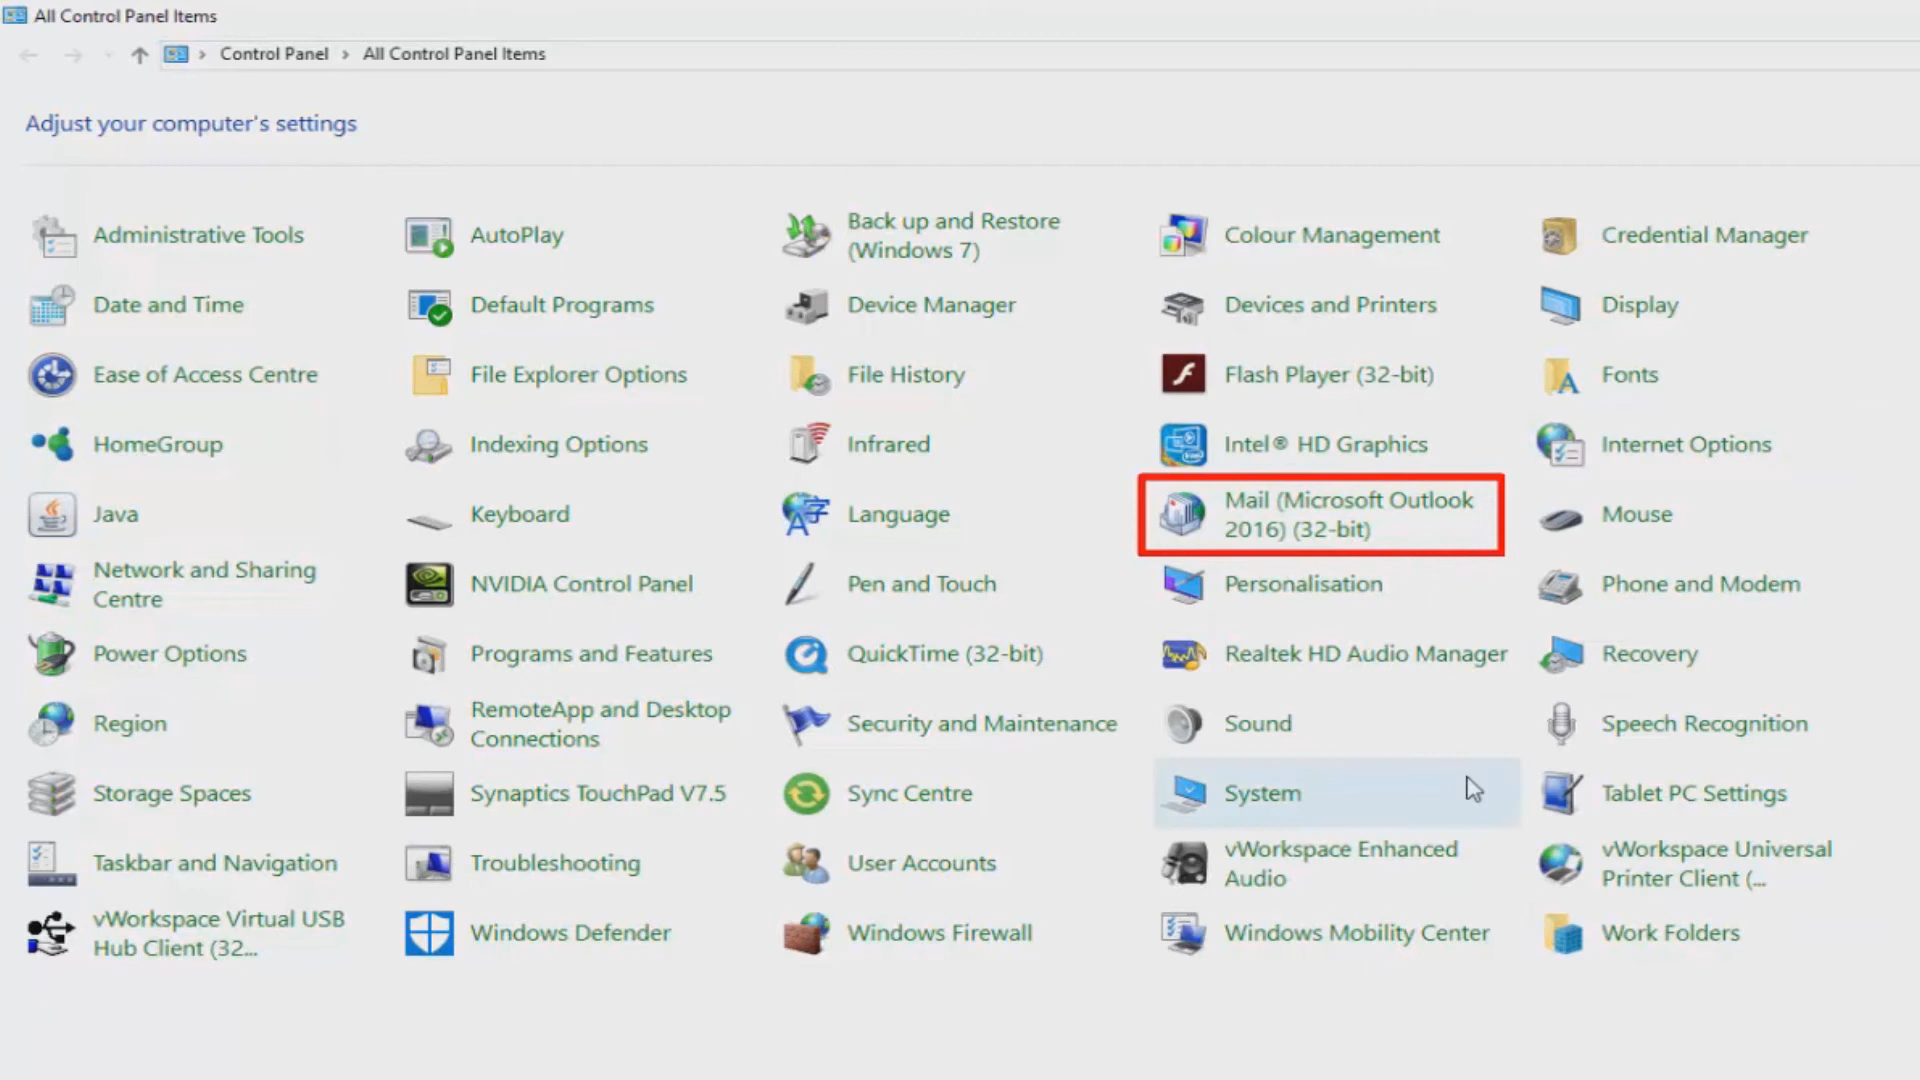 All Control Panel Items
Control Panel › All Control Panel Items
Adjust your computer's settings
Administrative Tools
AutoPlay
Back up and Restore
(Windows 7)
Colour Management
Credential Manager
Date and Time
Default Programs
Device Manager
Devices and Printers
Display
Ease of Access Centre
File Explorer Options
File History
Flash Player (32-bit)
Fonts
HomeGroup
Indexing Options
Infrared
Intel® HD Graphics
Internet Options
Java
Keyboard
Language
Mail (Microsoft Outlook
2016) (32-bit)
Mouse
Network and Sharing
Centre
NVIDIA Control Panel
Pen and Touch
Personalisation
Phone and Modem
Power Options
Programs and Features
QuickTime (32-bit)
Realtek HD Audio Manager
Recovery
Region
RemoteApp and Desktop
Connections
Security and Maintenance
Sound
Speech Recognition
Storage Spaces
Synaptics TouchPad V7.5
Sync Centre
System
Tablet PC Settings
Taskbar and Navigation
Troubleshooting
User Accounts
vWorkspace Enhanced
Audio
vWorkspace Universal
Printer Client (...
vWorkspace Virtual USB
Hub Client (32...
Windows Defender
Windows Firewall
Windows Mobility Center
Work Folders